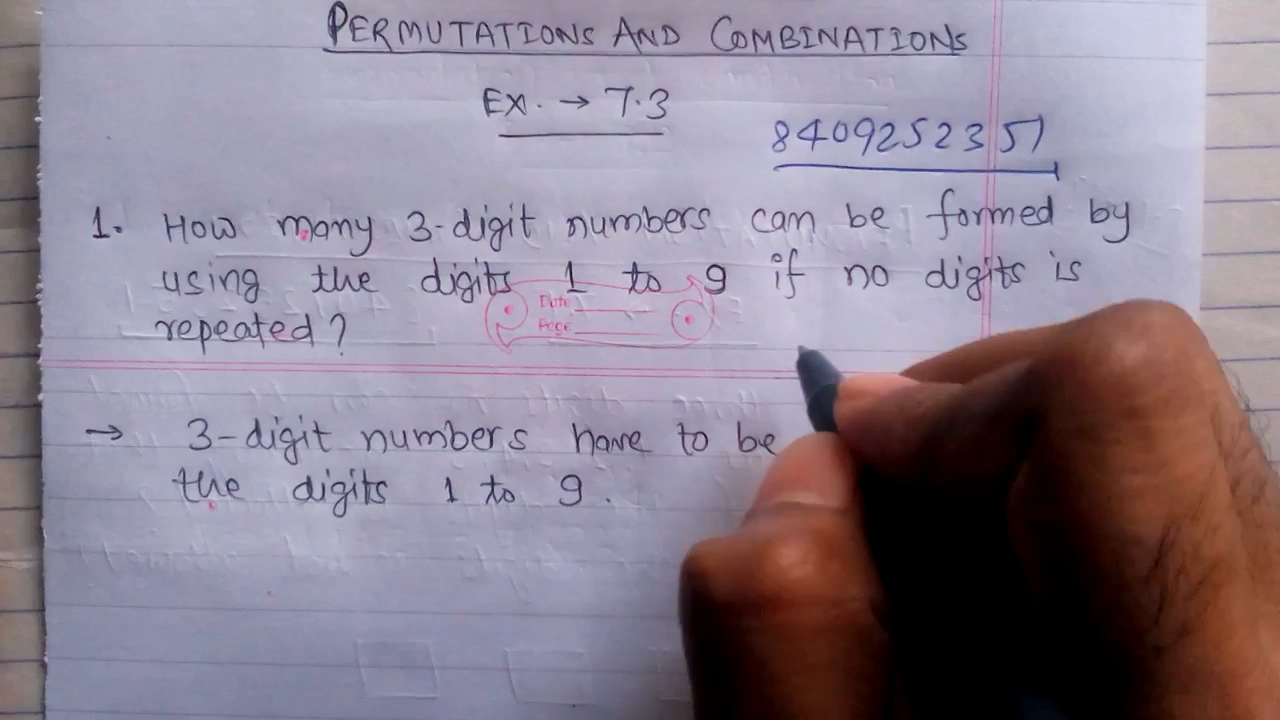 PERMUTATIONS AND COMBINATIONS
EX. → 7.3
8409252351
1. How many 3-digit numbers can be formed by
using the digits 1 to 9 if no digits is
Date
Page
repeated?
→ 3-digit numbers have to be
the digits 1 to 9.